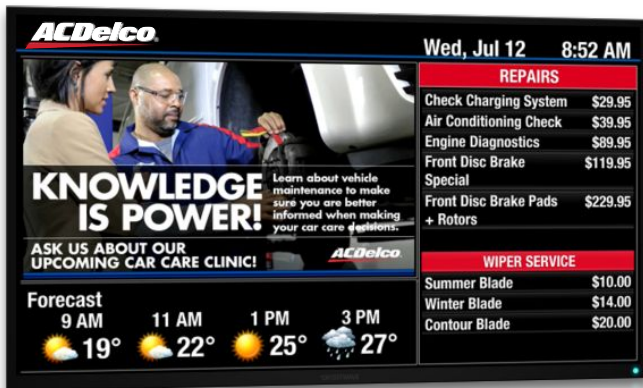 ACDelco
Wed, Jul 12 8:52 AM
KNOWLEDGE
IS POWER!
Learn about vehicle
maintenance to make
sure you are better
informed when making
your car care decisions.
ASK US ABOUT OUR
UPCOMING CAR CARE CLINIC!
ACDelco
REPAIRS
Check Charging System $29.95
Air Conditioning Check $39.95
Engine Diagnostics $89.95
Front Disc Brake $119.95
Special
Front Disc Brake Pads $229.95
+ Rotors
WIPER SERVICE
Summer Blade $10.00
Winter Blade $14.00
Contour Blade $20.00
Forecast
9 AM 11 AM 1 PM 3 PM
19° 22° 25° 27°